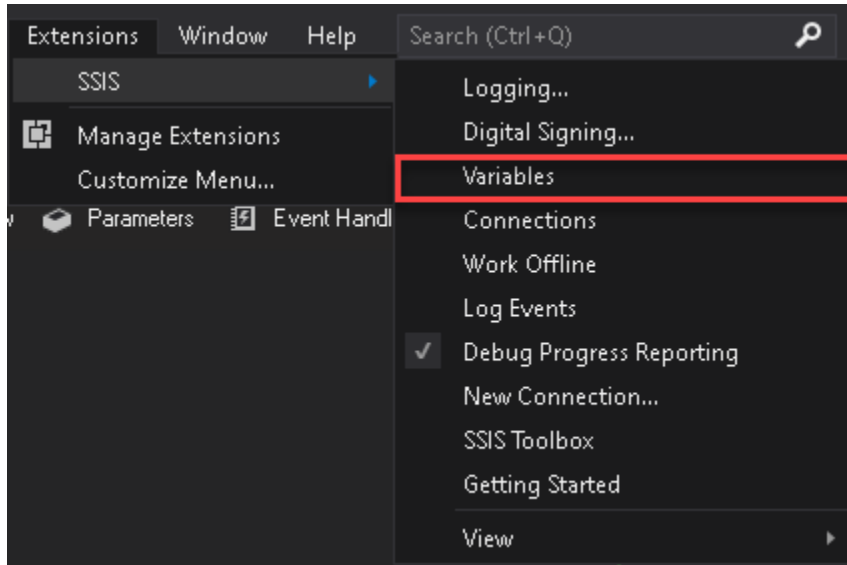 Extensions Window Help Search (Ctrl+Q)
SSIS
Manage Extensions
Customize Menu...
Parameters Event Handl
Logging...
Digital Signing...
Variables
Connections
Work Offline
Log Events
Debug Progress Reporting
New Connection...
SSIS Toolbox
Getting Started
View